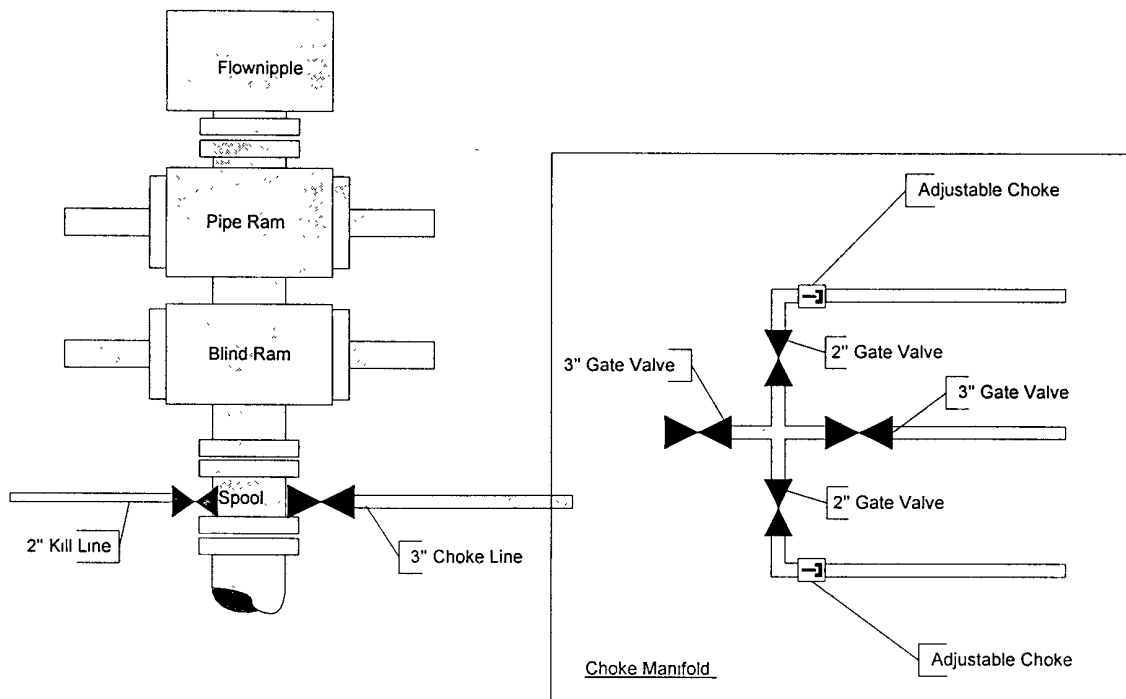 Flownipple
Pipe Ram
Blind Ram
Spool
2" Kill Line
3" Choke Line
Adjustable Choke
2" Gate Valve
3" Gate Valve
3" Gate Valve
2" Gate Valve
Adjustable Choke
Choke Manifold